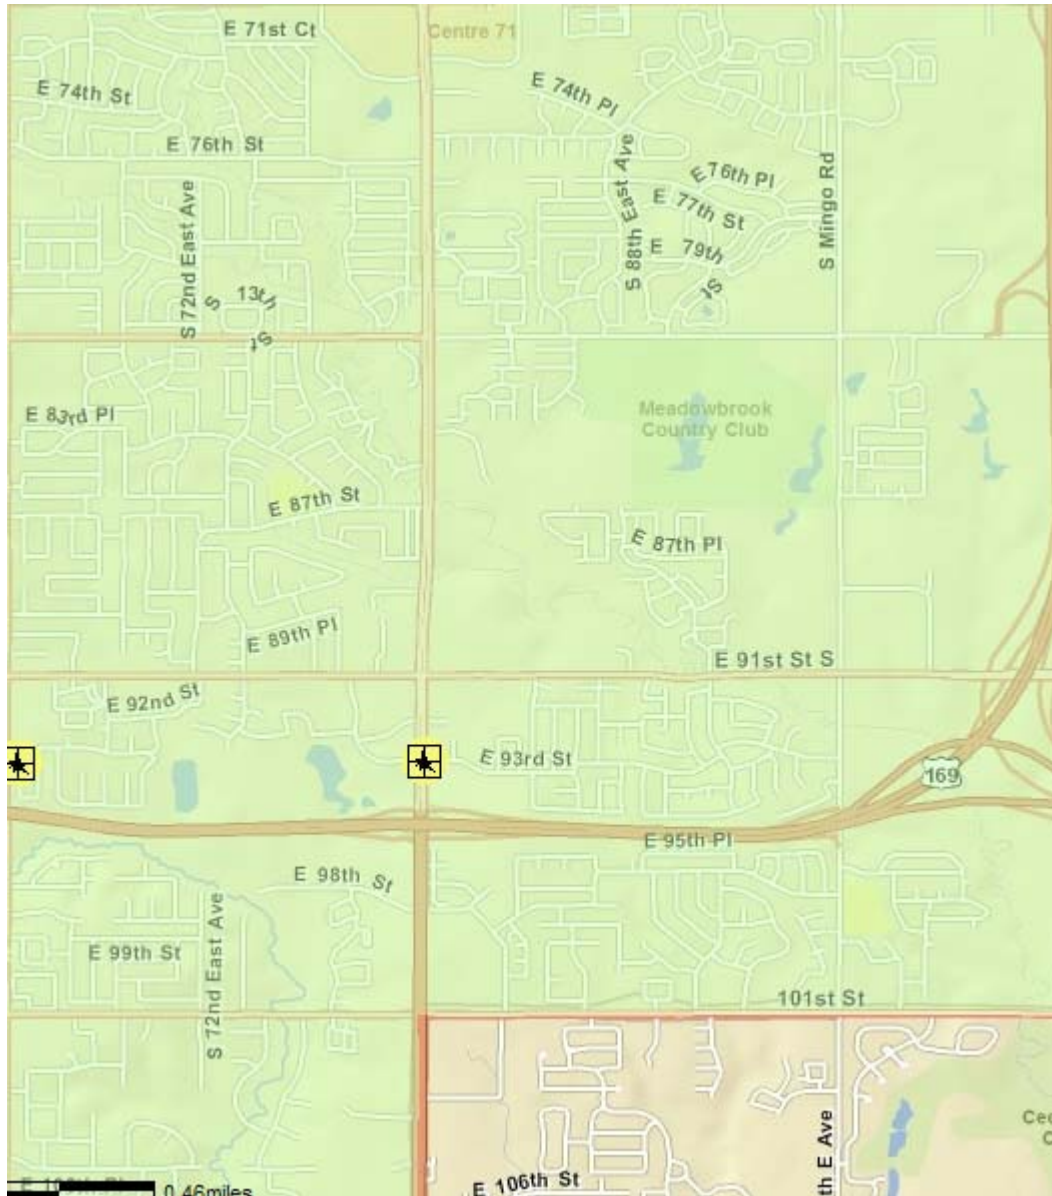 E 71st Ct
Centre 71
E 74th St
E 74th Pl
E 76th St
S 88th East Ave
E 76th Pl
S Mingo Rd
E 77th St
S 72nd East Ave
E 79th St
S 13th St
E 83rd Pl
Meadowbrook
Country Club
E 87th St
E 87th Pl
E 89th Pl
E 91st St S
E 92nd St
E 93rd St
169
E 95th Pl
E 98th St
S 72nd East Ave
E 99th St
101st St
th E Ave
E 106th St
0.46miles